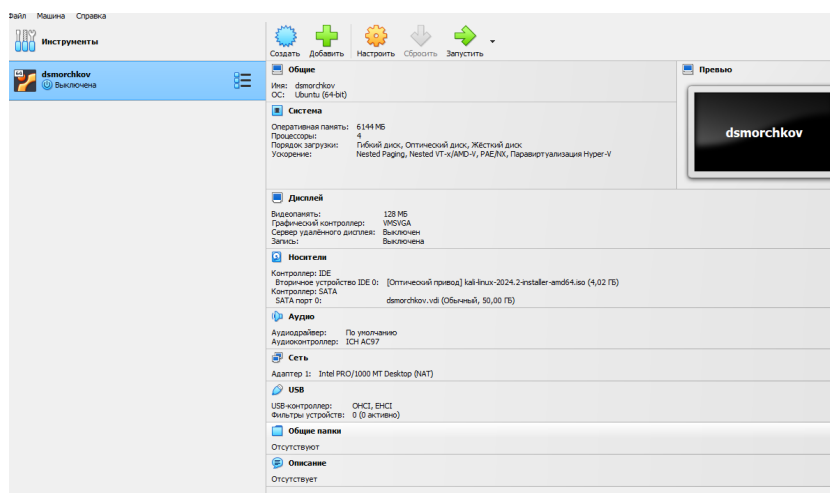 Файл Машина Справка
Инструменты
Создать Добавить Настроить Сбросить Запустить
dsmorchkov
Выключена
Общие
Имя: dsmorchkov
ОС: Ubuntu (64-bit)
Система
Оперативная память: 6144 МБ
Процессоры: 4
Порядок загрузки: Гибкий диск, Оптический диск, Жёсткий диск
Ускорение: Nested Paging, Nested VT-x/AMD-V, PAE/NX, Паравиртуализация Hyper-V
Превью
dsmorchkov
Дисплей
Видеопамять: 128 МБ
Графический контроллер: VMSVGA
Сервер удалённого дисплея: Выключен
Запись: Выключена
Носители
Контроллер: IDE
Вторичное устройство IDE 0: [Оптический привод] kali-linux-2024.2-installer-amd64.iso (4,02 ГБ)
Контроллер: SATA
SATA порт 0: dsmorchkov.vdi (Обычный, 50,00 ГБ)
Аудио
Аудиодрайвер: По умолчанию
Аудиоконтроллер: ICH AC97
Сеть
Адаптер 1: Intel PRO/1000 MT Desktop (NAT)
USB
USB-контроллер: OHCI, EHCI
Фильтры устройств: 0 (0 активно)
Общие папки
Отсутствуют
Описание
Отсутствует